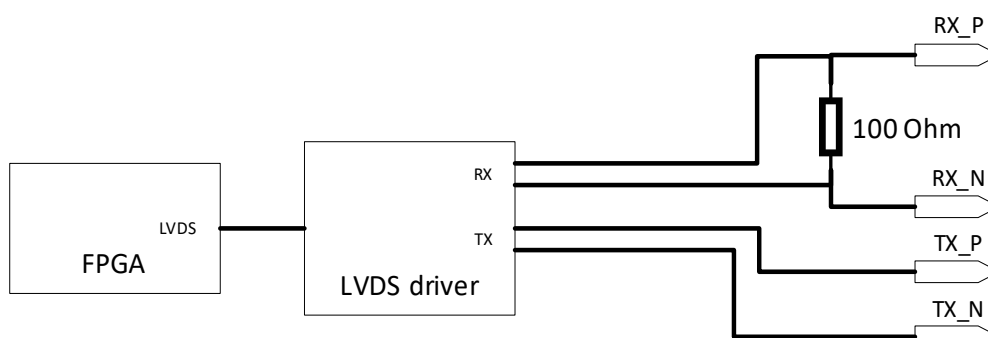 RX_P
100 Ohm
RX
RX_N
LVDS
TX
TX_P
FPGA
LVDS driver
TX_N